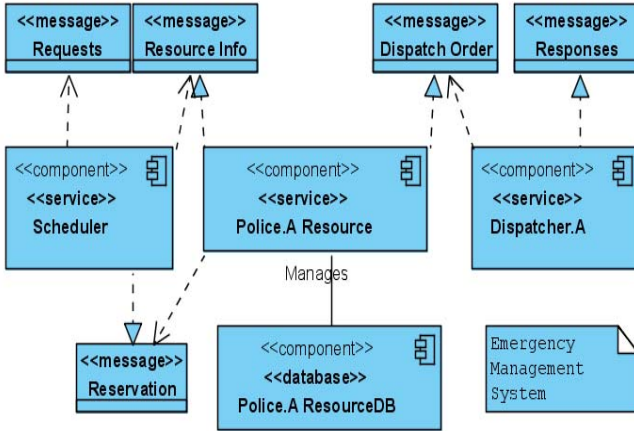 <<message>>
Requests
<<message>>
Resource Info
<<message>>
Dispatch Order
<<message>>
Responses
<<component>>
<<service>>
Scheduler
<<component>>
<<service>>
Police.A Resource
<<component>>
<<service>>
Dispatcher.A
Manages
<<message>>
Reservation
<<component>>
<<database>>
Police.A ResourceDB
Emergency
Management
System